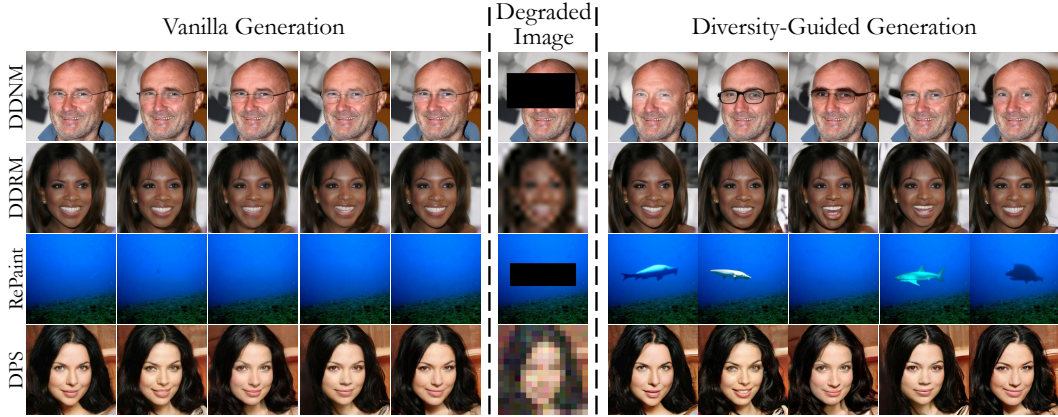 Vanilla Generation
Degraded
Image
Diversity-Guided Generation
DDNM
DDRM
RePaint
DPS